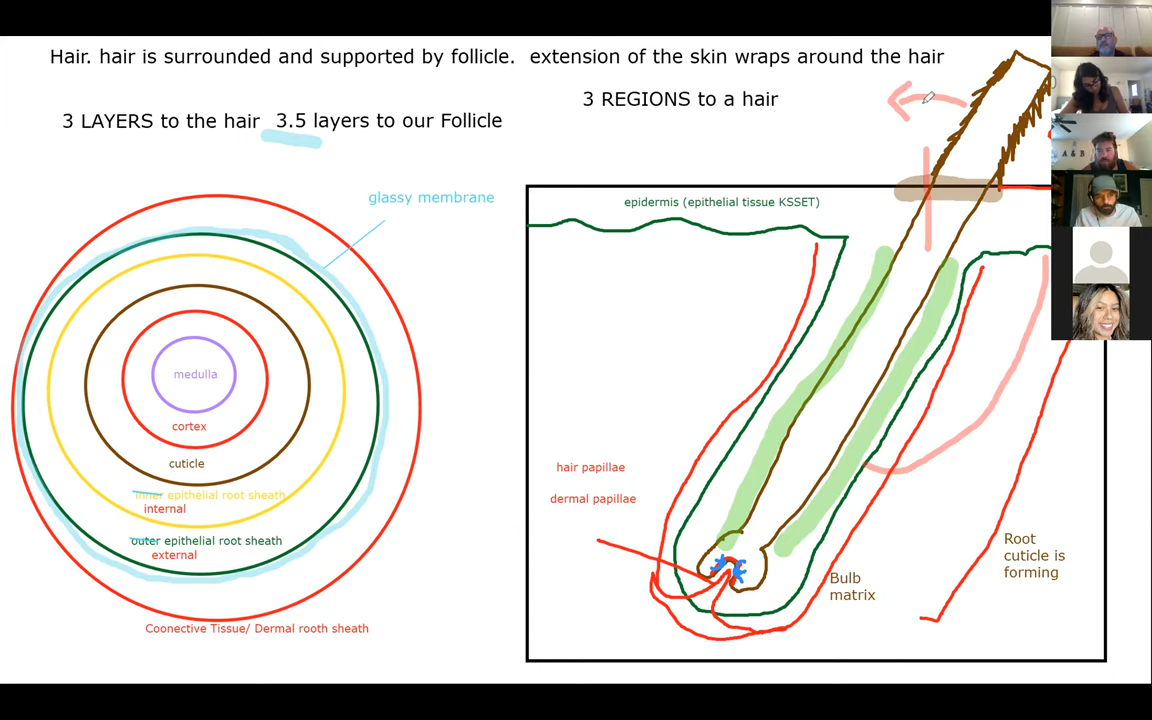 Hair. hair is surrounded and supported by follicle.  extension of the skin wraps around the hair
3 REGIONS to a hair
3 LAYERS to the hair  3.5 layers to our Follicle
glassy membrane
epidermis (epithelial tissue KSSET)
medulla
cortex
cuticle
inner epithelial root sheath
internal
outer epithelial root sheath
external
Coonective Tissue/ Dermal rooth sheath
hair papillae
dermal papillae
Bulb
matrix
Root
cuticle is
forming
A & B